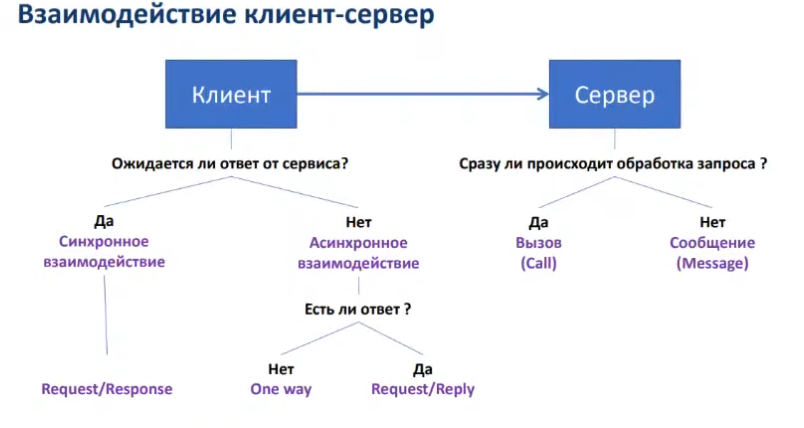 Взаимодействие клиент-сервер
Клиент
Сервер
Ожидается ли ответ от сервиса?
Сразу ли происходит обработка запроса ?
Да
Синхронное
взаимодействие
Нет
Асинхронное
взаимодействие
Да
Вызов
(Call)
Нет
Сообщение
(Message)
Есть ли ответ ?
Request/Response
Нет
One way
Да
Request/Reply